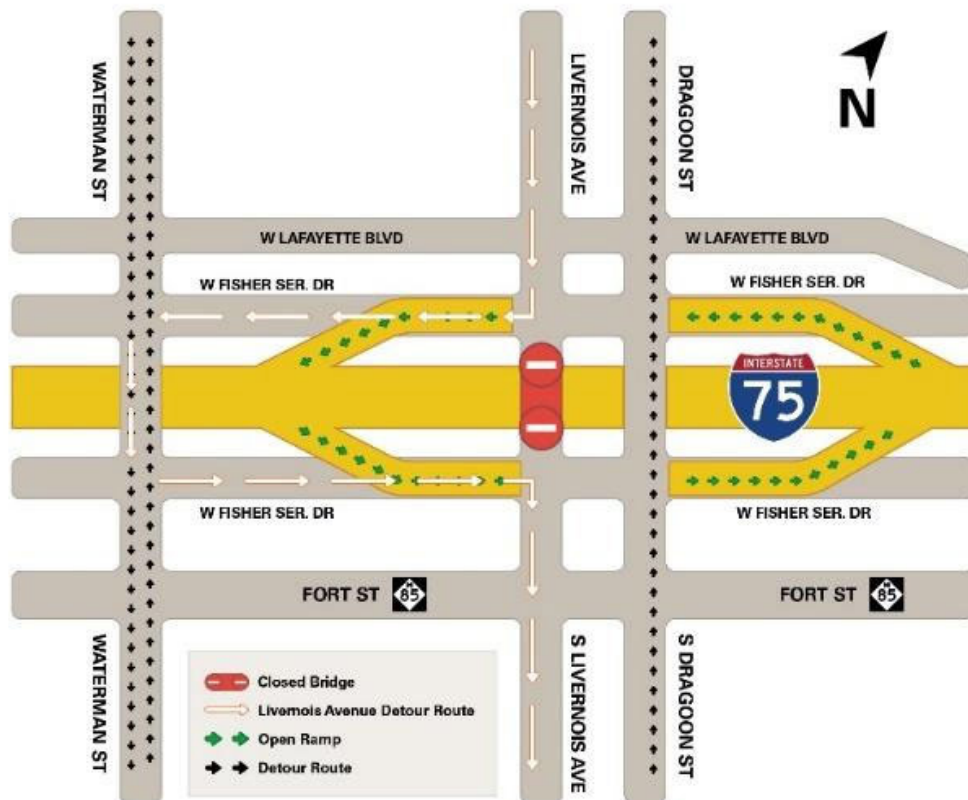 WATERMAN ST
LIVERNOIS AVE
DRAGOON ST
N
W LAFAYETTE BLVD
W LAFAYETTE BLVD
W FISHER SER. DR
W FISHER SER. DR
INTERSTATE
75
W FISHER SER. DR
W FISHER SER. DR
FORT ST
M
85
FORT ST
M
85
WATERMAN ST
S LIVERNOIS AVE
S DRAGOON ST
Closed Bridge
Livernois Avenue Detour Route
Open Ramp
Detour Route